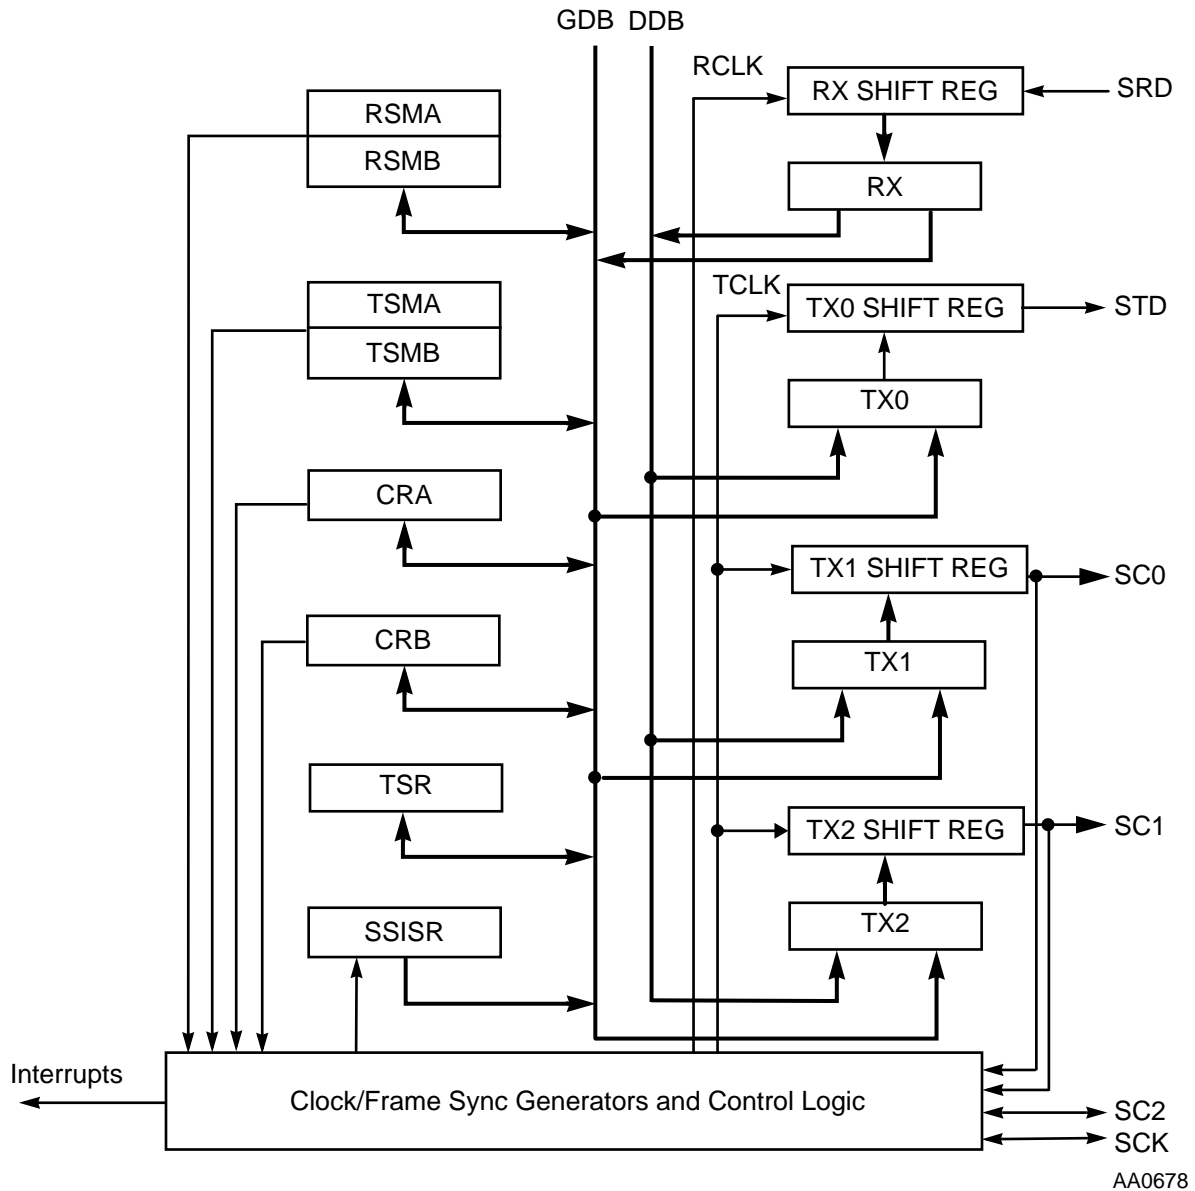 GDB DDB
RCLK
RX SHIFT REG
SRD
RSMA
RSMB
RX
TCLK
TX0 SHIFT REG
STD
TSMA
TSMB
TX0
CRA
TX1 SHIFT REG
SC0
CRB
TX1
TSR
TX2 SHIFT REG
SC1
SSISR
TX2
Interrupts
Clock/Frame Sync Generators and Control Logic
SC2
SCK
AA0678